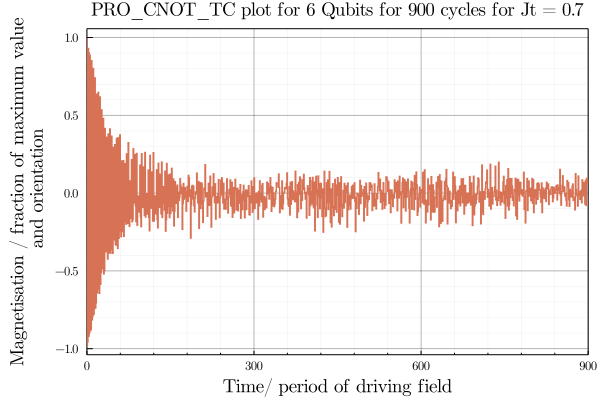 PRO_CNOT_TC plot for 6 Qubits for 900 cycles for Jt = 0.7
Magnetisation / fraction of maximum value
and orientation
1.0
0.5
0.0
−0.5
−1.0
0
300
600
900
Time/ period of driving field